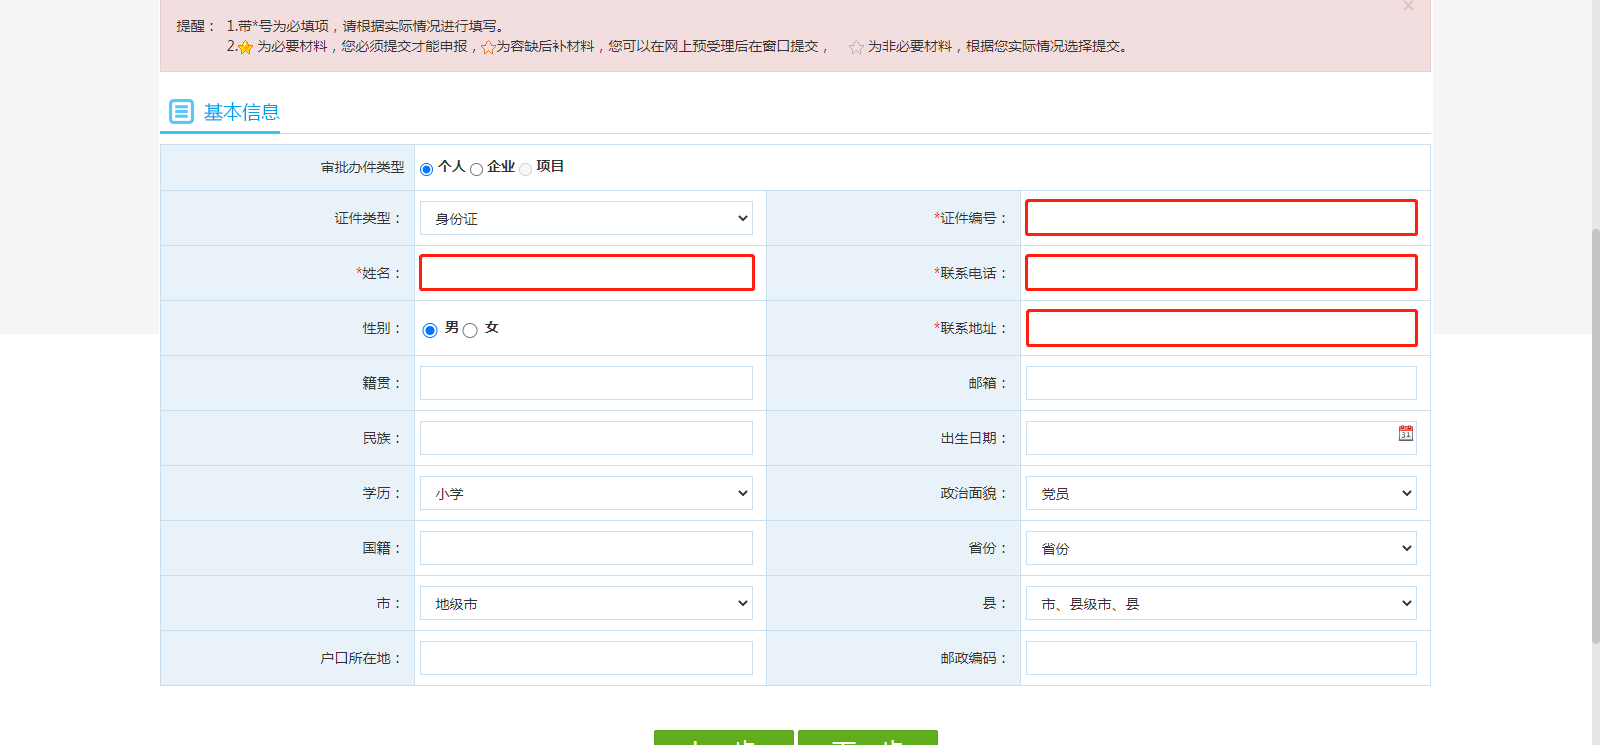 提醒： 1.带*号为必填项，请根据实际情况进行填写。
2. 为必要材料，您必须提交才能申报， 为容缺后补材料，您可以在网上预受理后在窗口提交， 为非必要材料，根据您实际情况选择提交。
基本信息
审批办件类型 个人 企业 项目
证件类型： 身份证 *证件编号：
*姓名： *联系电话：
性别： 男 女 *联系地址：
籍贯： 邮箱：
民族： 出生日期： 31
学历： 小学 政治面貌： 党员
国籍： 省份： 省份
市： 地级市 县： 市、县级市、县
户口所在地： 邮政编码：